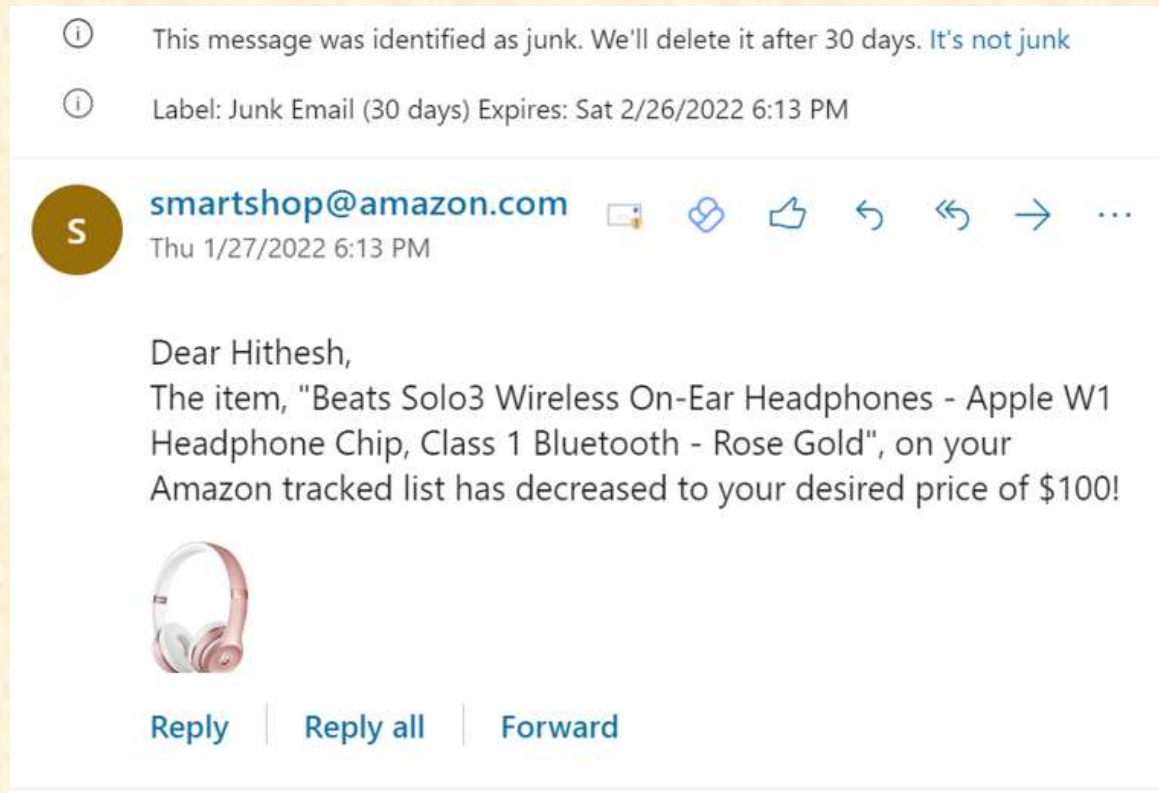 This message was identified as junk. We'll delete it after 30 days. It's not junk
Label: Junk Email (30 days) Expires: Sat 2/26/2022 6:13 PM
S
smartshop@amazon.com
Thu 1/27/2022 6:13 PM
Dear Hithesh,
The item, "Beats Solo3 Wireless On-Ear Headphones - Apple W1
Headphone Chip, Class 1 Bluetooth - Rose Gold", on your
Amazon tracked list has decreased to your desired price of $100!
Reply Reply all Forward